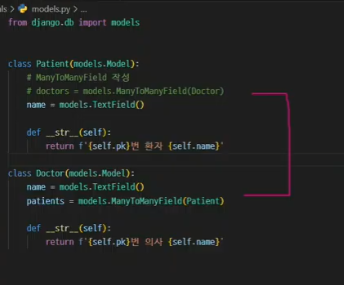 ls > models.py > ...
from django.db import models
class Patient(models.Model):
# ManyToManyField 작성
# doctors = models.ManyToManyField(Doctor)
name = models.TextField()
def __str__(self):
return f'{self.pk}번 환자 {self.name}'
class Doctor(models.Model):
name = models.TextField()
patients = models.ManyToManyField(Patient)
def __str__(self):
return f'{self.pk}번 의사 {self.name}'